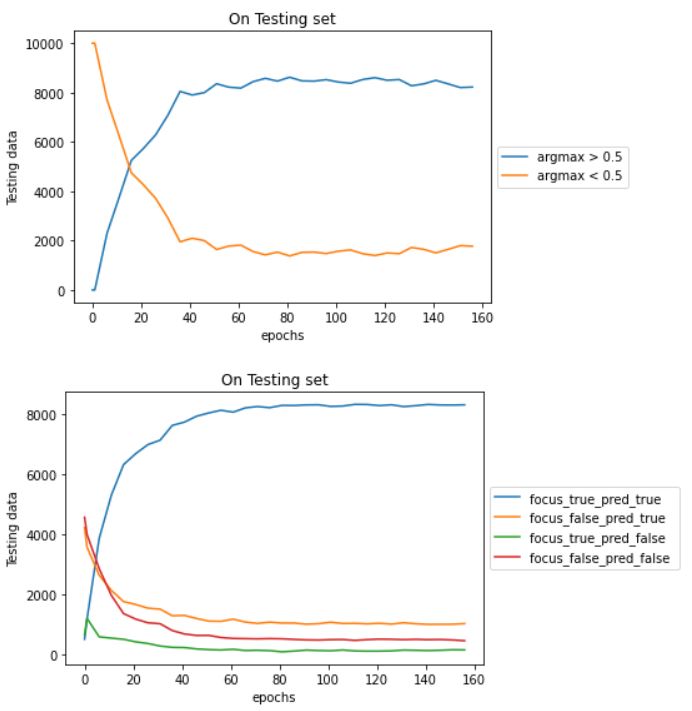 On Testing set
10000
8000
6000
4000
2000
0
Testing data
0 20 40 60 80 100 120 140 160
epochs
argmax > 0.5
argmax < 0.5
On Testing set
8000
6000
4000
2000
0
Testing data
0 20 40 60 80 100 120 140 160
epochs
focus_true_pred_true
focus_false_pred_true
focus_true_pred_false
focus_false_pred_false